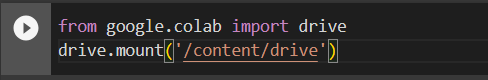 from google.colab import drive
drive.mount('/content/drive')